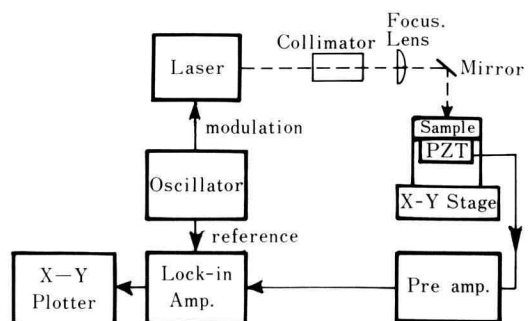 Focus.
Lens
Collimator
Mirror
Laser
modulation
Sample
PZT
X-Y Stage
Oscillator
reference
X—Y
Plotter
Lock-in
Amp.
Pre amp.